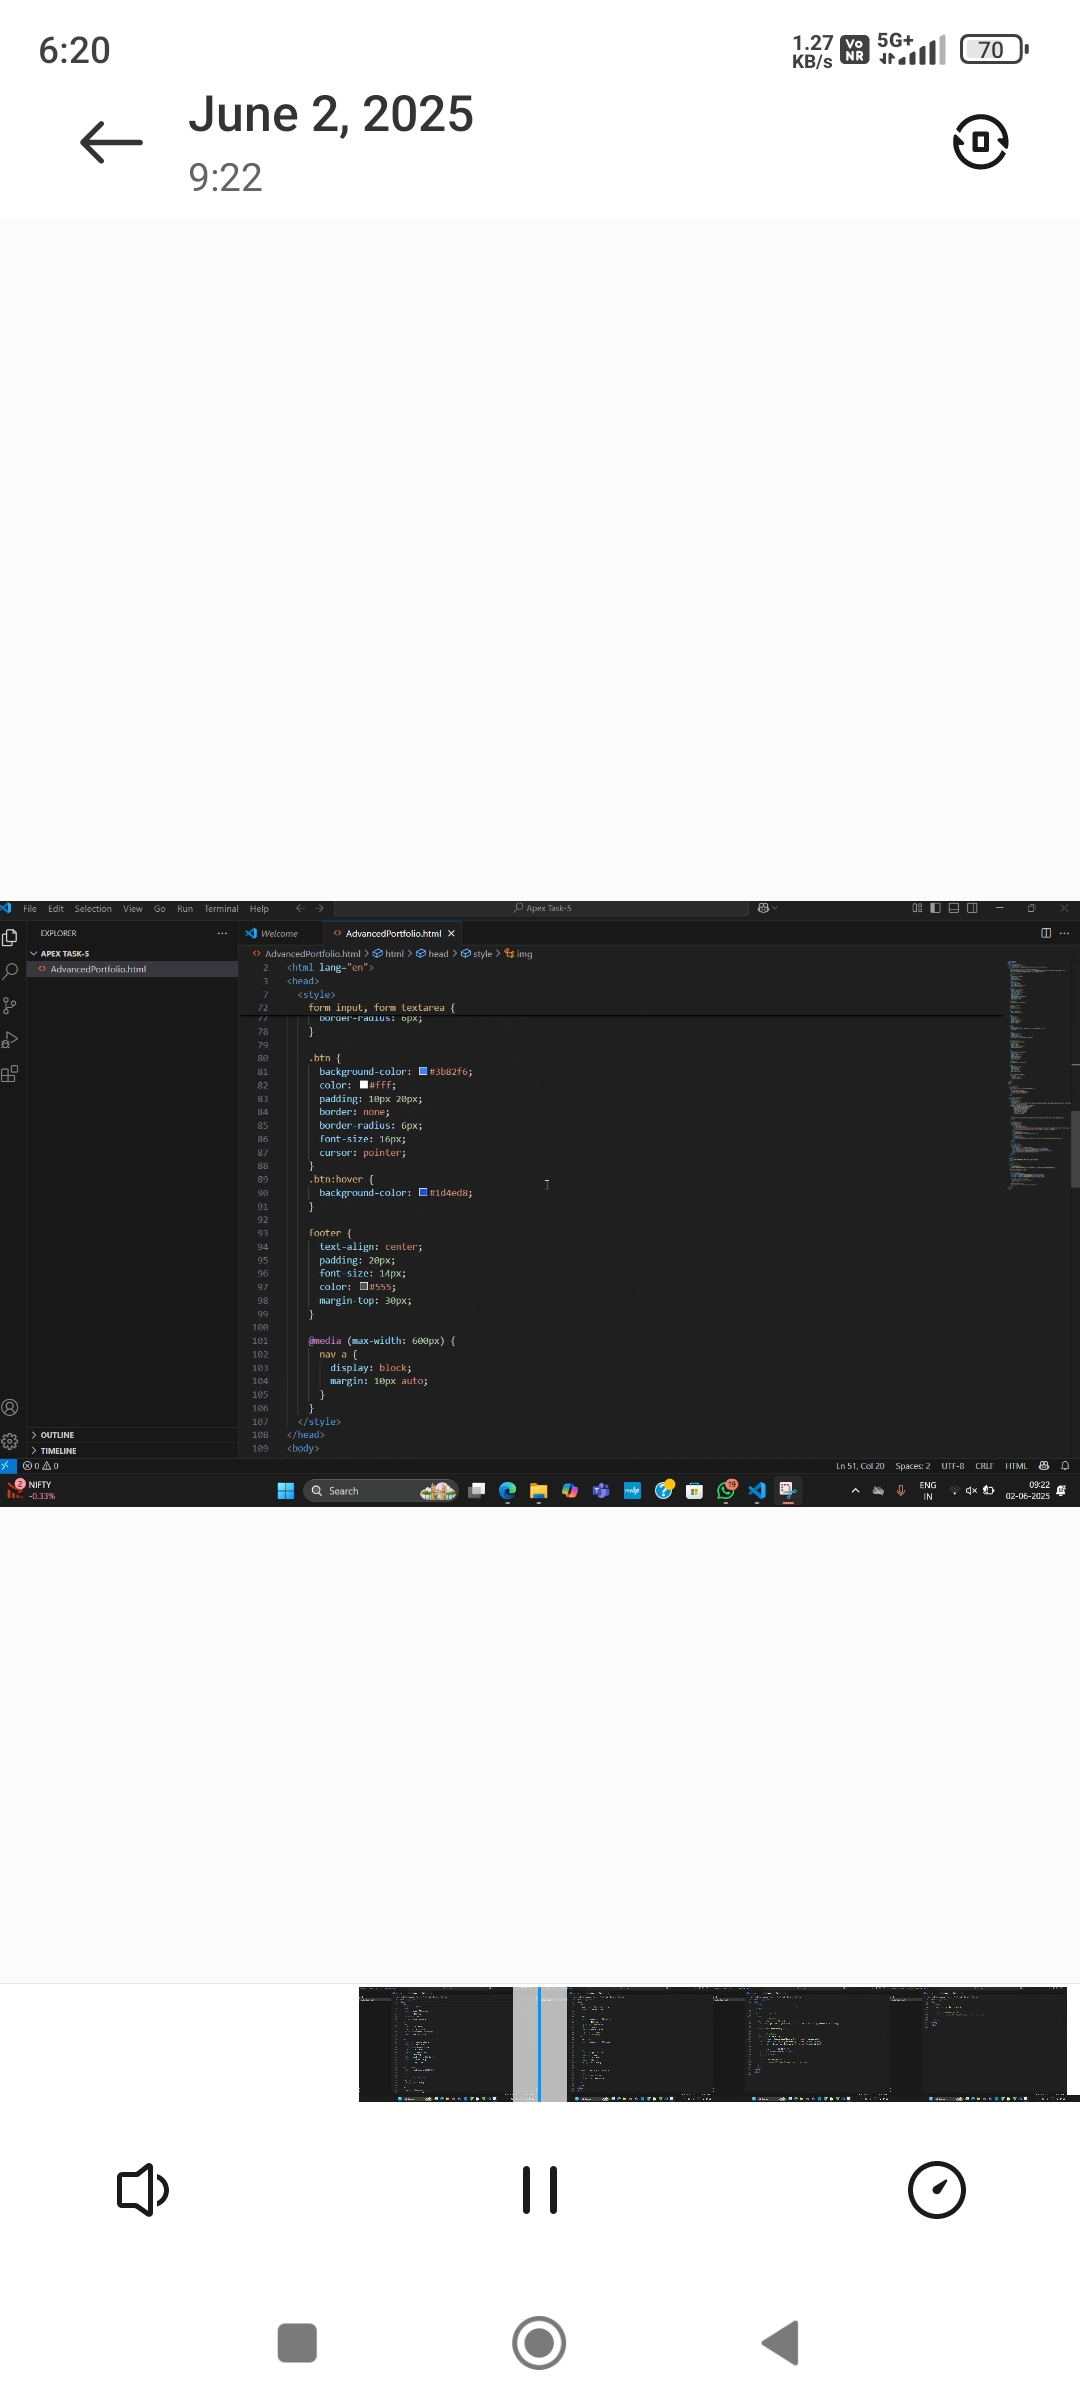 6:20
1.27 KB/s Vo NR 5G+ 70
June 2, 2025
9:22
File Edit Selection View Go Run Terminal Help Apex Task-5
EXPLORER
Welcome
AdvancedPortfolio.html
APEX TASK-5
AdvancedPortfolio.html
AdvancedPortfolio.html > html > head > style > img
2 <html lang="en">
3 <head>
7 <style>
72 form input, form textarea {
77 border-radius: 6px;
78 }
79
80 .btn {
81 background-color: #3b82f6;
82 color: #fff;
83 padding: 10px 20px;
84 border: none;
85 border-radius: 6px;
86 font-size: 16px;
87 cursor: pointer;
88 }
89 .btn:hover {
90 background-color: #1d4ed8;
91 }
92
93 footer {
94 text-align: center;
95 padding: 20px;
96 font-size: 14px;
97 color: #555;
98 margin-top: 30px;
99 }
100
101 @media (max-width: 600px) {
102 nav a {
103 display: block;
104 margin: 10px auto;
105 }
106 }
107 </style>
108 </head>
109 <body>
OUTLINE
TIMELINE
0 0
Ln 51, Col 20 Spaces: 2 UTF-8 CRLF HTML
2 NIFTY
-0.33%
Search
19
ENG
IN
09:22
02-06-2025